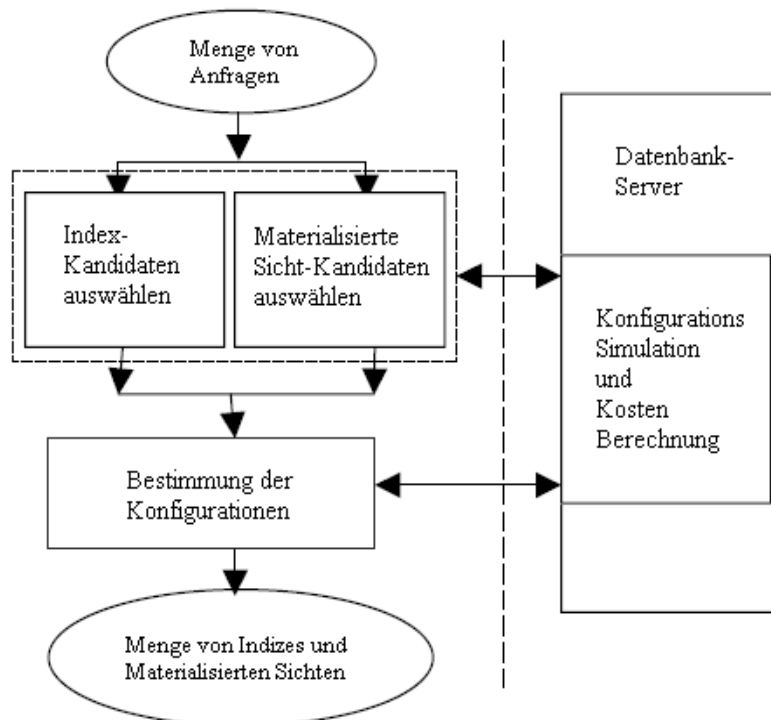 Menge von
Anfragen
Index-
Kandidaten
auswählen
Materialisierte
Sicht-Kandidaten
auswählen
Bestimmung der
Konfigurationen
Menge von Indizes und
Materialisierten Sichten
Datenbank-
Server
Konfigurations
Simulation
und
Kosten
Berechnung